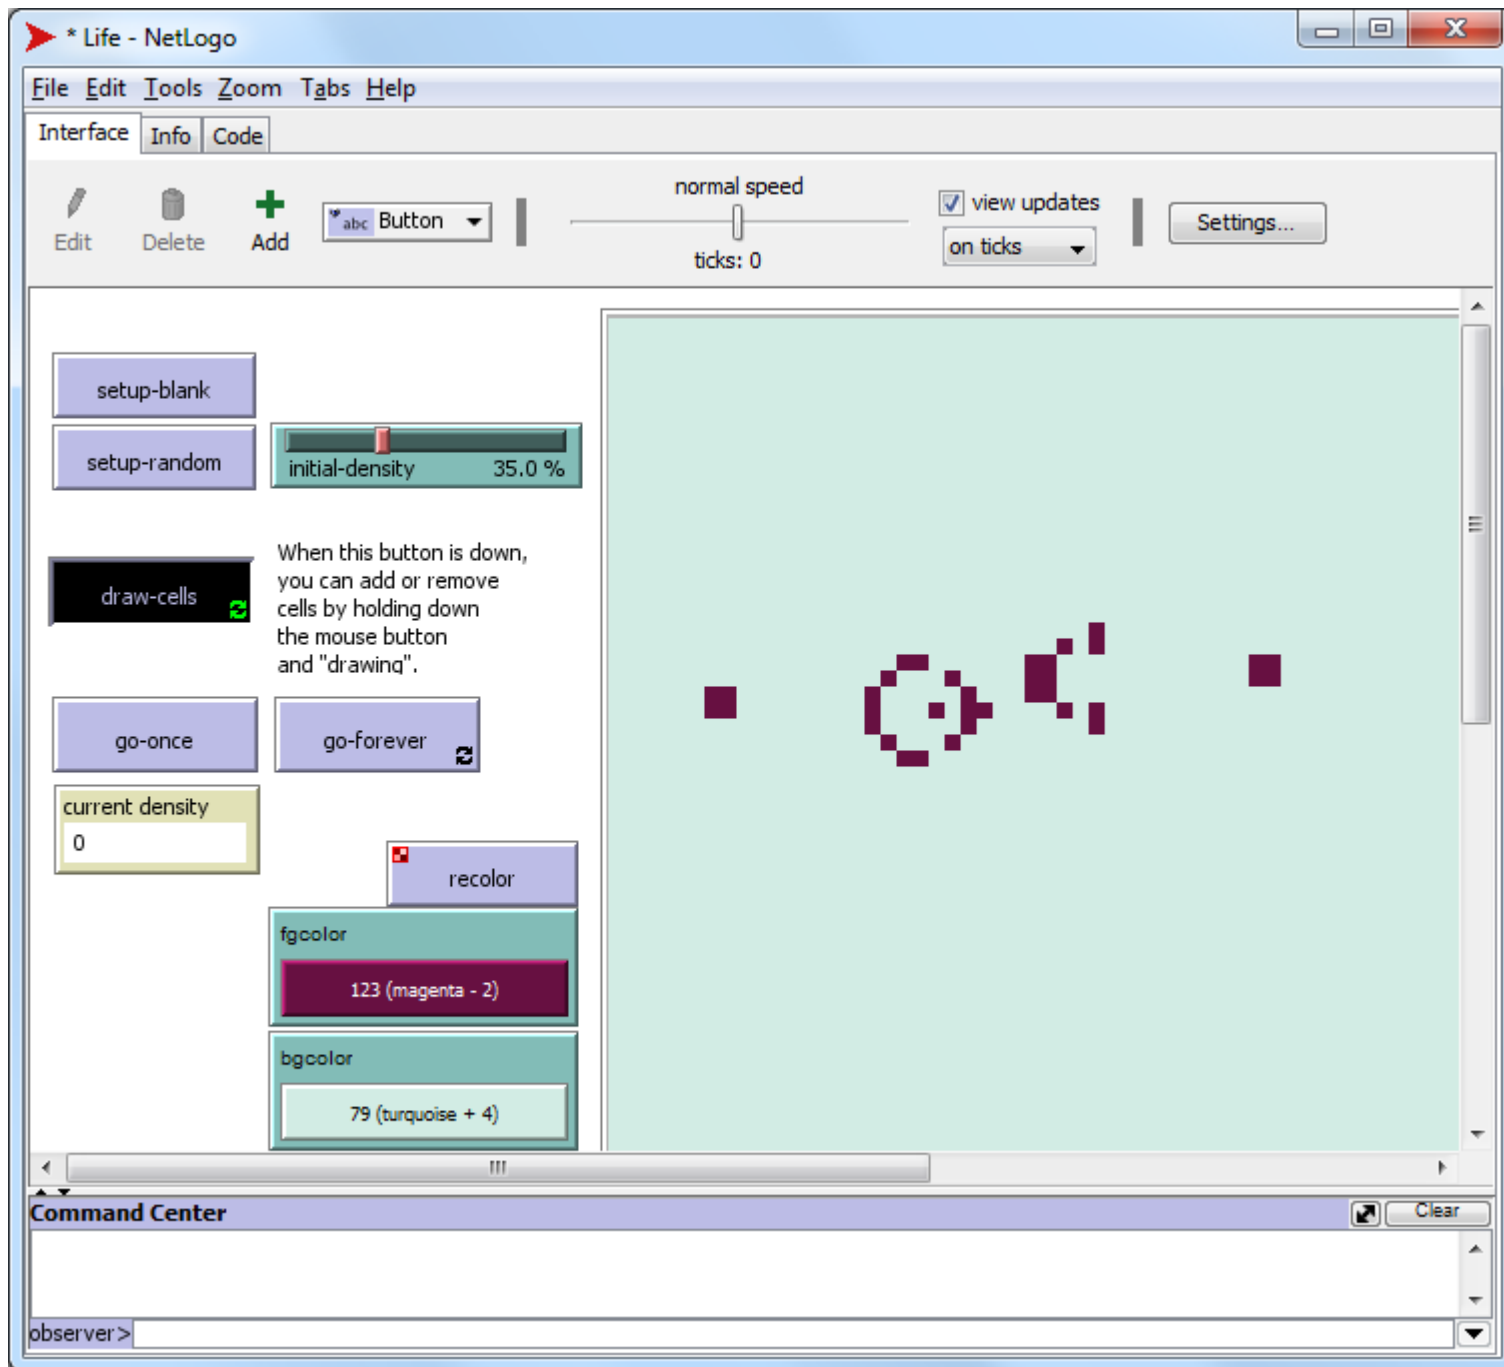 * Life - NetLogo
File Edit Tools Zoom Tabs Help
Interface Info Code
Edit Delete Add abc Button normal speed ticks: 0 view updates on ticks Settings...
setup-blank
setup-random
initial-density 35.0 %
draw-cells
When this button is down,
you can add or remove
cells by holding down
the mouse button
and "drawing".
go-once go-forever
current density
0
recolor
fgcolor
123 (magenta - 2)
bgcolor
79 (turquoise + 4)
Command Center Clear
observer>